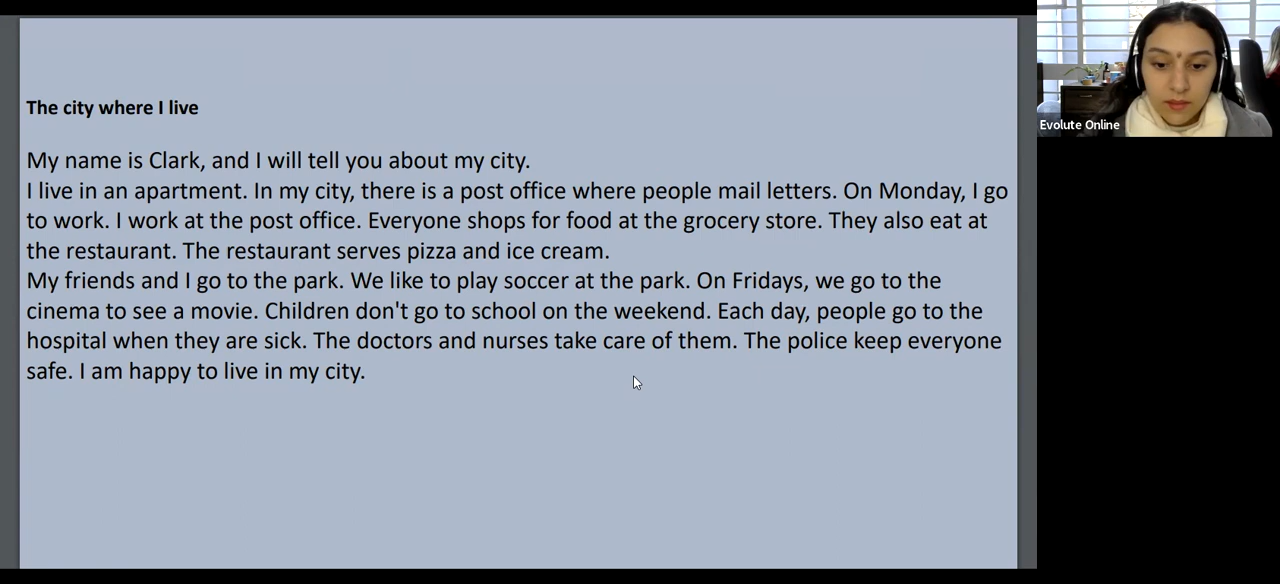 The city where I live
My name is Clark, and I will tell you about my city.
I live in an apartment. In my city, there is a post office where people mail letters. On Monday, I go
to work. I work at the post office. Everyone shops for food at the grocery store. They also eat at
the restaurant. The restaurant serves pizza and ice cream.
My friends and I go to the park. We like to play soccer at the park. On Fridays, we go to the
cinema to see a movie. Children don't go to school on the weekend. Each day, people go to the
hospital when they are sick. The doctors and nurses take care of them. The police keep everyone
safe. I am happy to live in my city.
Evolute Online